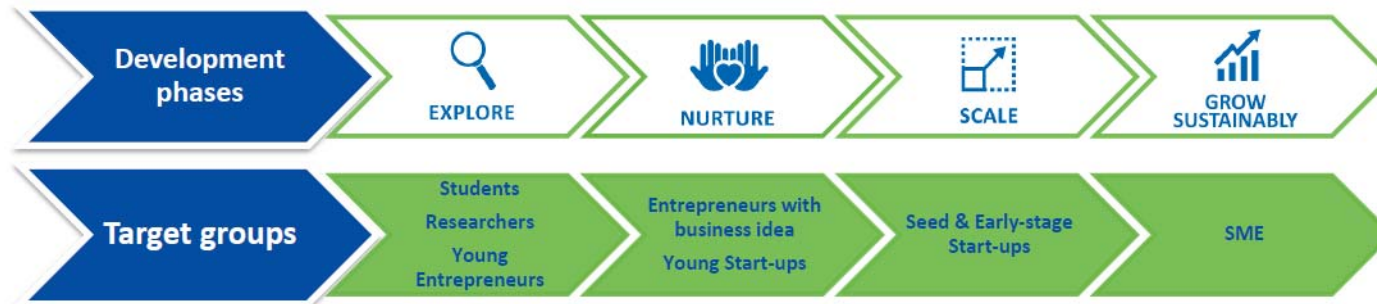 Development
phases
EXPLORE
NURTURE
SCALE
GROW
SUSTAINABLY
Target groups
Students
Researchers
Young
Entrepreneurs
Entrepreneurs with
business idea
Young Start-ups
Seed & Early-stage
Start-ups
SME